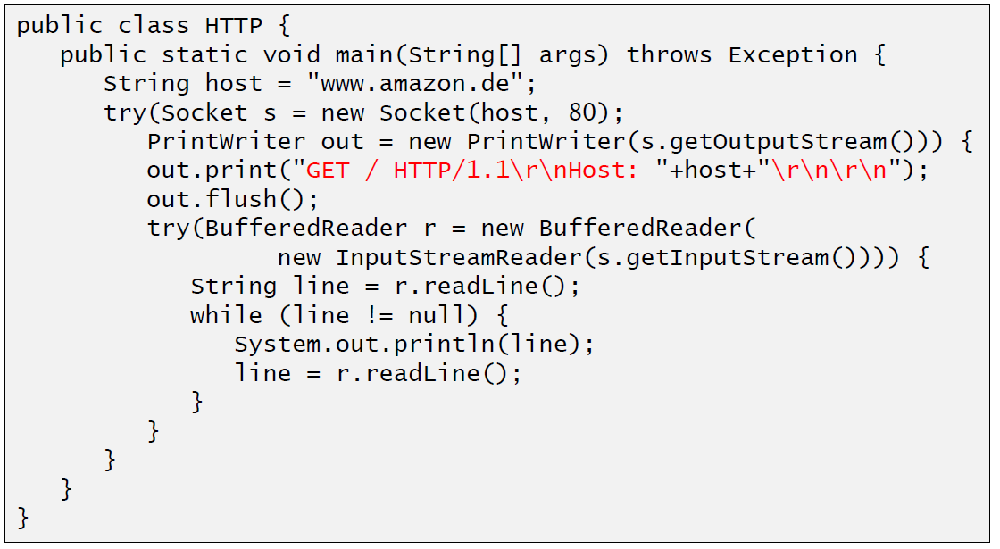 public class HTTP {
   public static void main(String[] args) throws Exception {
      String host = "www.amazon.de";
      try(Socket s = new Socket(host, 80);
         PrintWriter out = new PrintWriter(s.getOutputStream())) {
         out.print("GET / HTTP/1.1\r\nHost: "+host+"\r\n\r\n");
         out.flush();
         try(BufferedReader r = new BufferedReader(
                  new InputStreamReader(s.getInputStream()))) {
            String line = r.readLine();
            while (line != null) {
               System.out.println(line);
               line = r.readLine();
            }
         }
      }
   }
}